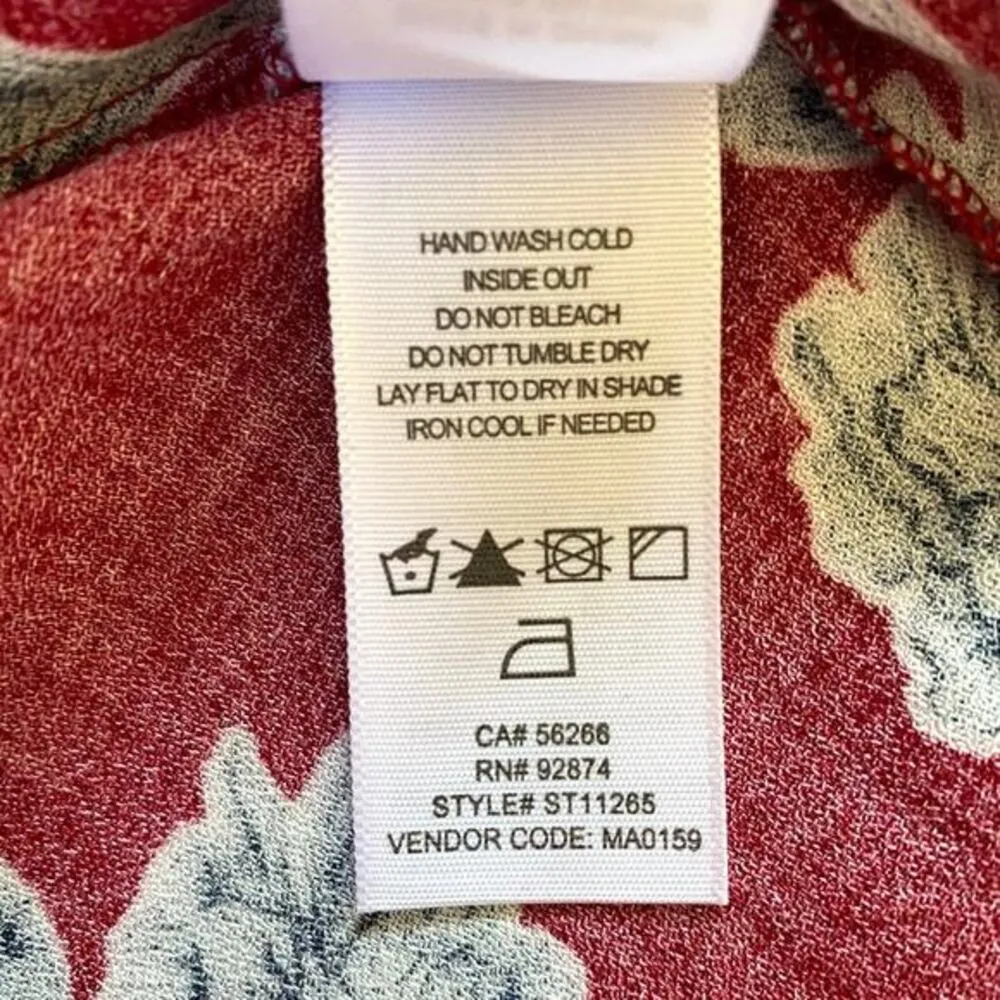 HAND WASH COLD
INSIDE OUT
DO NOT BLEACH
DO NOT TUMBLE DRY
LAY FLAT TO DRY IN SHADE
IRON COOL IF NEEDED
CA# 56266
RN# 92874
STYLE# ST11265
VENDOR CODE: MA0159